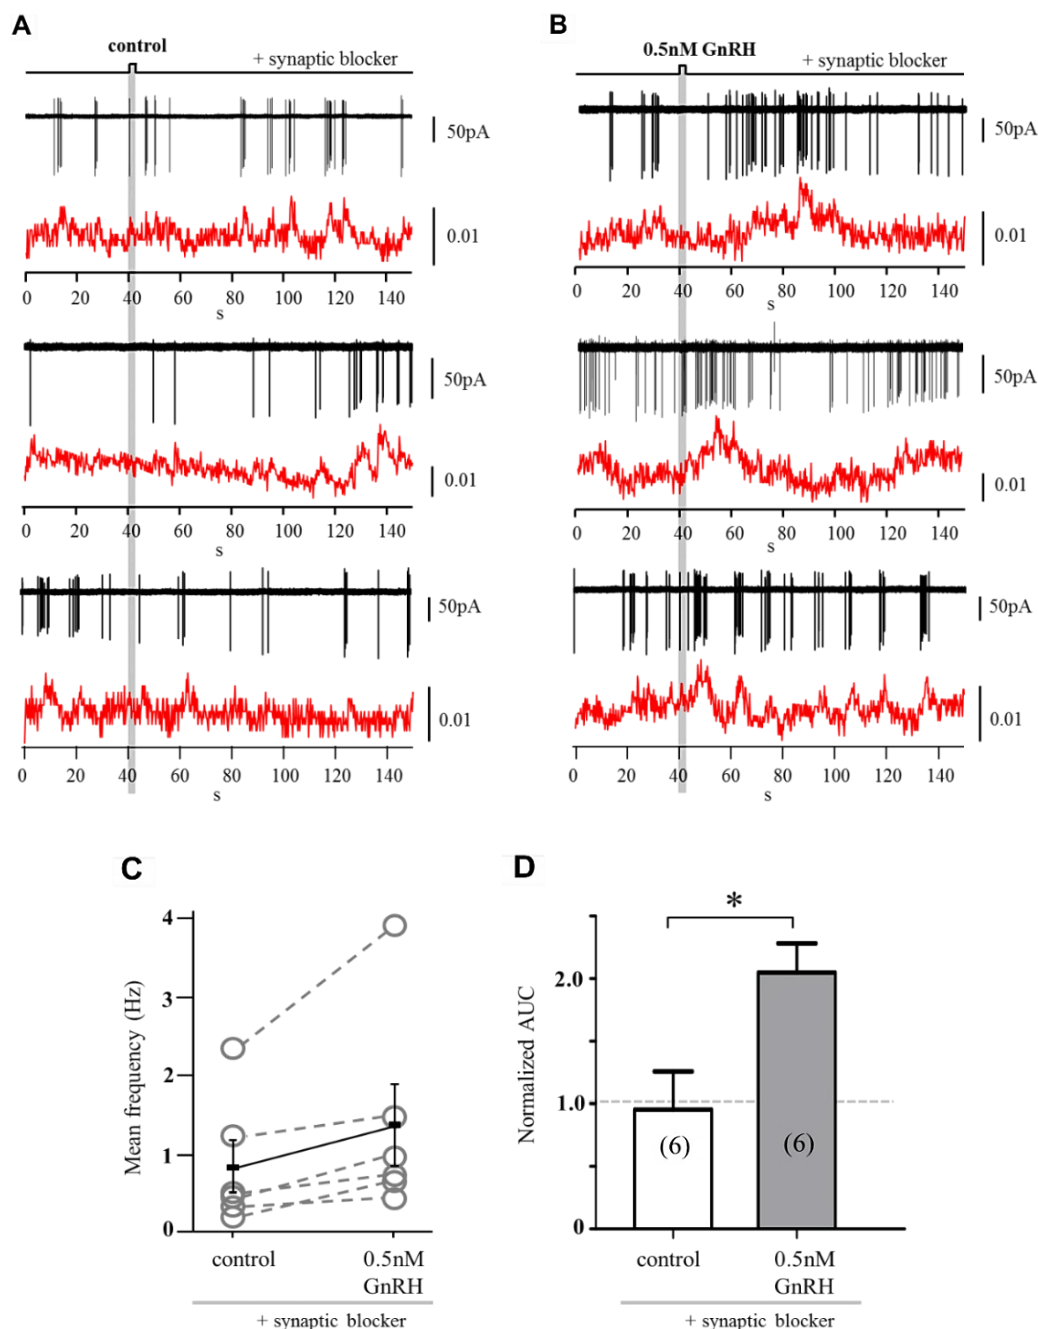 A
control
+ synaptic blocker
50pA
0.01
0 20 40 60 80 100 120 140
s
50pA
0.01
0 20 40 60 80 100 120 140
s
50pA
0.01
0 20 40 60 80 100 120 140
s
B
0.5nM GnRH
+ synaptic blocker
50pA
0.01
0 20 40 60 80 100 120 140
s
50pA
0.01
0 20 40 60 80 100 120 140
s
50pA
0.01
0 20 40 60 80 100 120 140
s
C
Mean frequency (Hz)
4
3
2
1
0
control
0.5nM
GnRH
+ synaptic blocker
D
*
Normalized AUC
2.0
1.0
0
(6)
(6)
control
0.5nM
GnRH
+ synaptic blocker